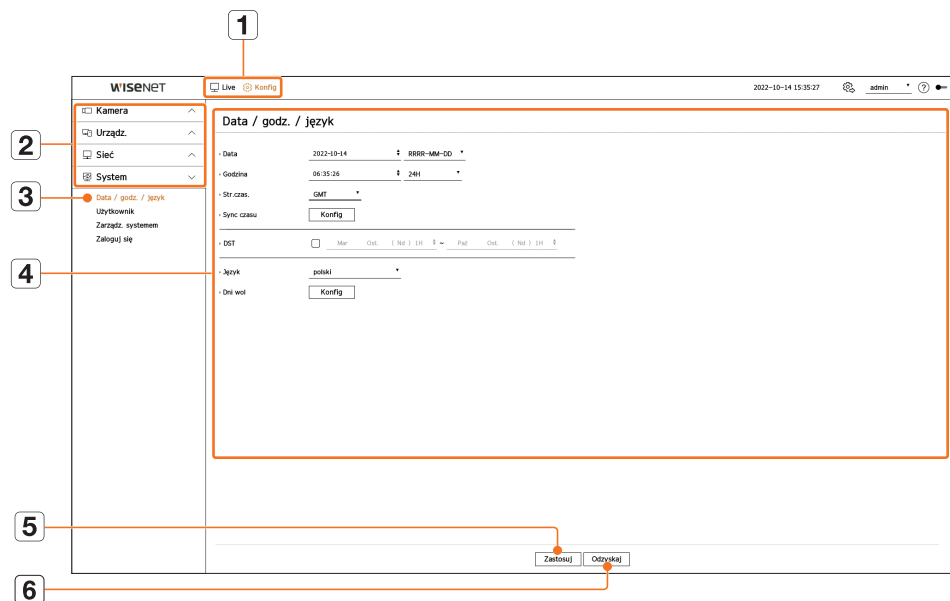 1
WISENET Live Konfig 2022-10-14 15:35:27 admin ?
Kamera
Data / godz. / język
2
Urządz.
Sieć
System
Data 2022-10-14 RRRR-MM-DD
Godzina 06:35:26 24H
3
Data / godz. / język
Str.czas. GMT
Użytkownik
Sync czasu Konfig
Zarządz. systemem
Zaloguj się
DST Mar Ost. ( Nd ) 1H ~ Paź Ost. ( Nd ) 1H
4
Język polski
Dni wol Konfig
5
Zastosuj Odzyskaj
6